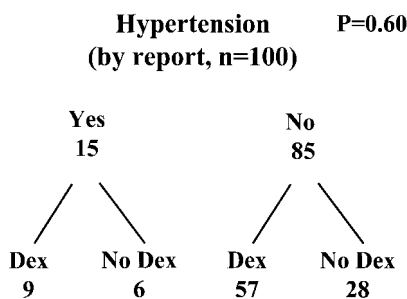 Hypertension P=0.60
(by report, n=100)
Yes No
15 85
Dex No Dex Dex No Dex
9 6 57 28